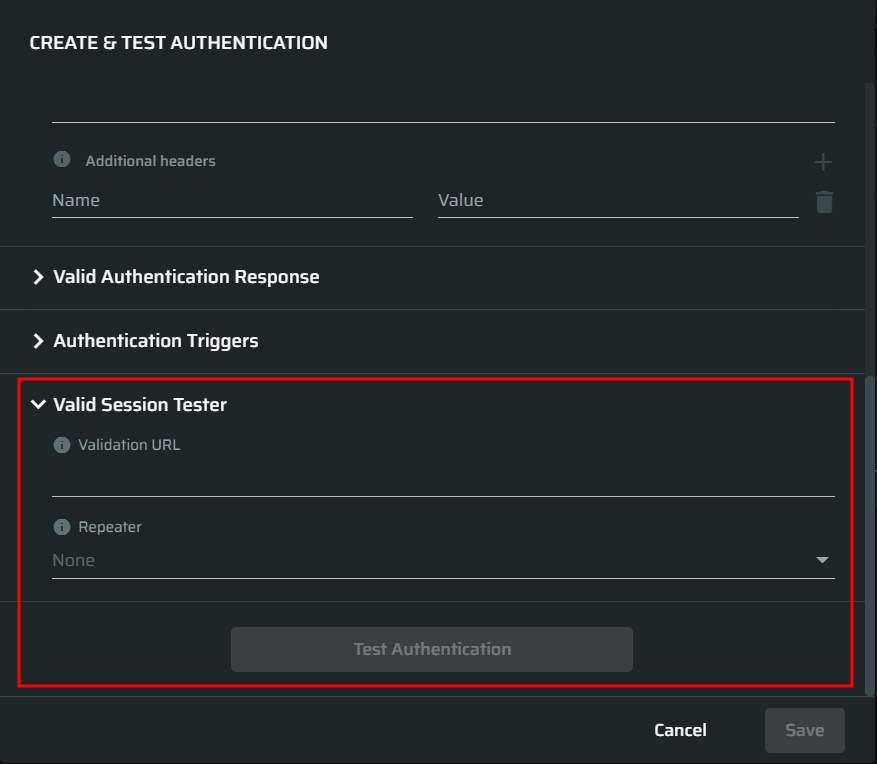 CREATE & TEST AUTHENTICATION
Additional headers
Name Value
Valid Authentication Response
Authentication Triggers
Valid Session Tester
Validation URL
Repeater
None
Test Authentication
Cancel Save